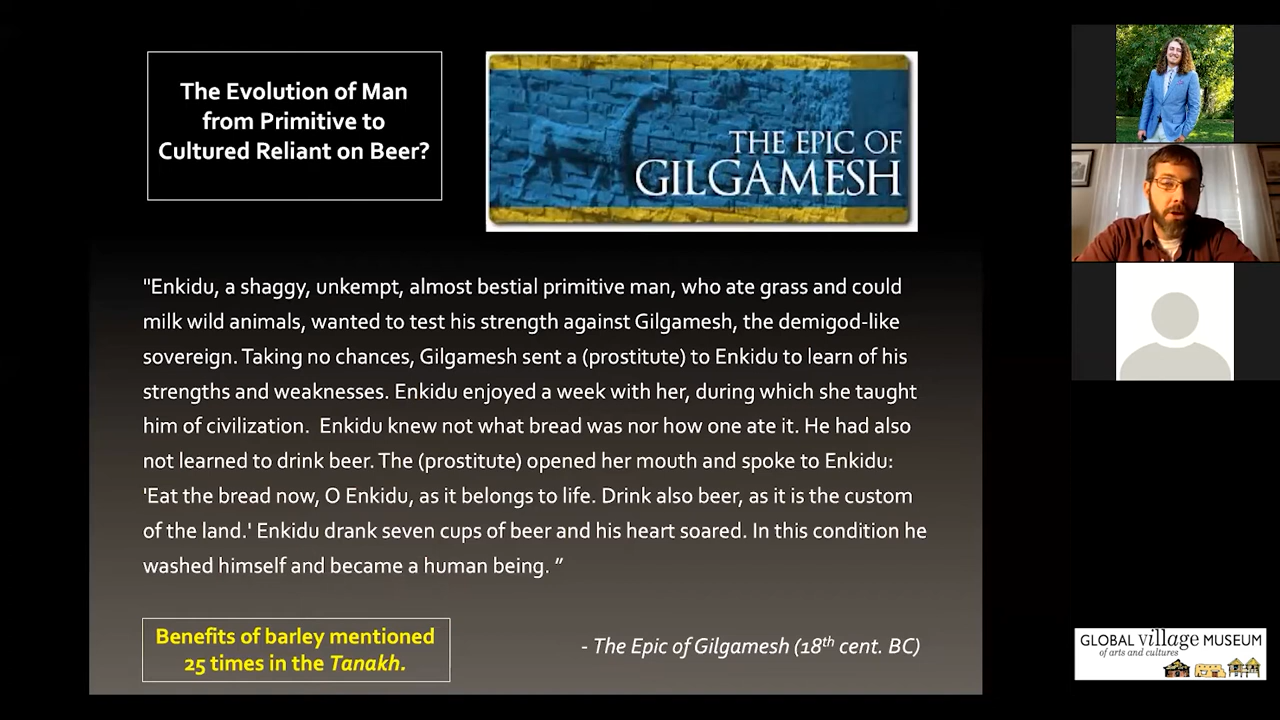 The Evolution of Man
from Primitive to
Cultured Reliant on Beer?
THE EPIC OF
GILGAMESH
"Enkidu, a shaggy, unkempt, almost bestial primitive man, who ate grass and could
milk wild animals, wanted to test his strength against Gilgamesh, the demigod-like
sovereign. Taking no chances, Gilgamesh sent a (prostitute) to Enkidu to learn of his
strengths and weaknesses. Enkidu enjoyed a week with her, during which she taught
him of civilization.  Enkidu knew not what bread was nor how one ate it. He had also
not learned to drink beer. The (prostitute) opened her mouth and spoke to Enkidu:
'Eat the bread now, O Enkidu, as it belongs to life. Drink also beer, as it is the custom
of the land.' Enkidu drank seven cups of beer and his heart soared. In this condition he
washed himself and became a human being. ”
Benefits of barley mentioned
25 times in the Tanakh.
- The Epic of Gilgamesh (18th cent. BC)
GLOBAL village MUSEUM
of arts and cultures